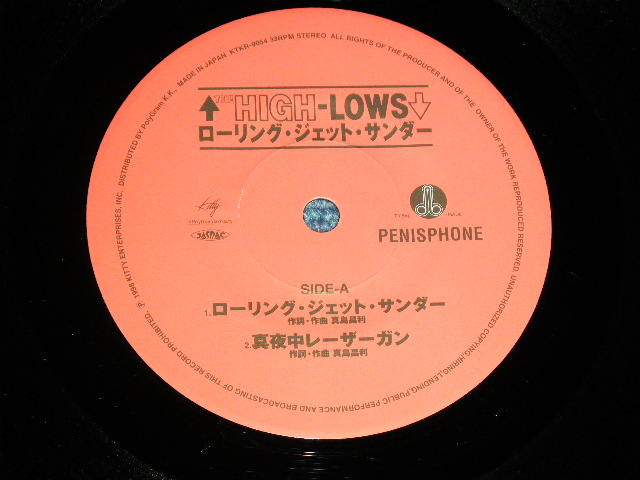 MADE IN JAPAN KTKR-9054 33RPM STEREO ALL RIGHTS OF THE PRODUCER AND OF THE OWNER OF THE WORK REPRODUCED RESERVED. UNAUTHORIZED COPYING,HIRING,LENDING,PUBLIC PERFORMANCE AND BROADCASTING OF THIS RECORD PROHIBITED. ℗ 1998 KITTY ENTERPRISES, INC. DISTRIBUTED BY PolyGram K.K.,
↑THE HIGH-LOWS↓
ローリング・ジェット・サンダー
Kitty
JASRAC
PENISPHONE
SIDE-A
1.ローリング・ジェット・サンダー
作詞・作曲 真島昌利
2.真夜中レーザーガン
作詞・作曲 真島昌利